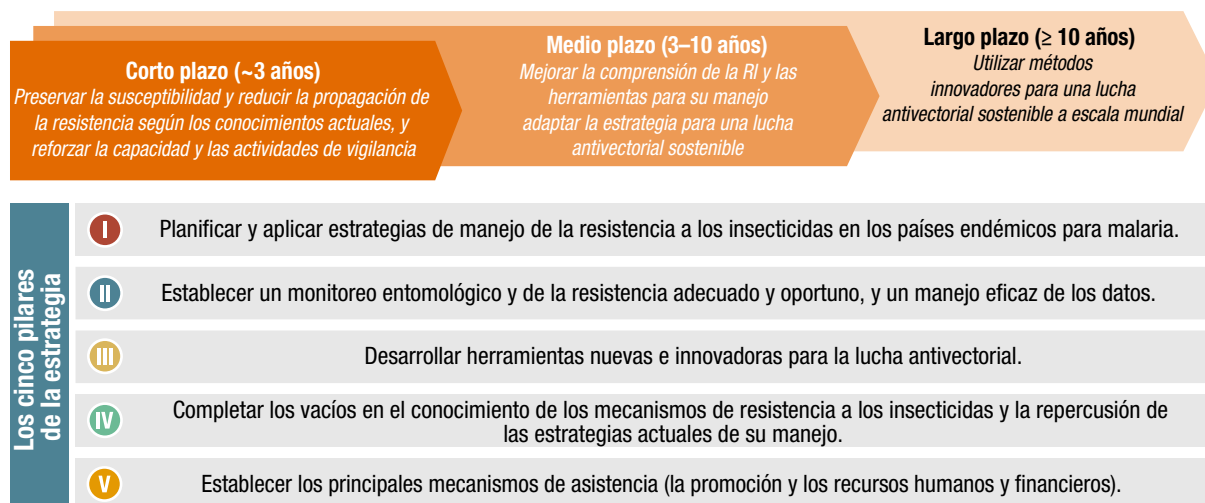 Corto plazo (~3 años)
Preservar la susceptibilidad y reducir la propagación de
la resistencia según los conocimientos actuales, y
reforzar la capacidad y las actividades de vigilancia
Medio plazo (3–10 años)
Mejorar la comprensión de la RI y las
herramientas para su manejo
adaptar la estrategia para una lucha
antivectorial sostenible
Largo plazo (≥ 10 años)
Utilizar métodos
innovadores para una lucha
antivectorial sostenible a escala mundial
Los cinco pilares
de la estrategia
I
Planificar y aplicar estrategias de manejo de la resistencia a los insecticidas en los países endémicos para malaria.
II
Establecer un monitoreo entomológico y de la resistencia adecuado y oportuno, y un manejo eficaz de los datos.
III
Desarrollar herramientas nuevas e innovadoras para la lucha antivectorial.
IV
Completar los vacíos en el conocimiento de los mecanismos de resistencia a los insecticidas y la repercusión de
las estrategias actuales de su manejo.
V
Establecer los principales mecanismos de asistencia (la promoción y los recursos humanos y financieros).